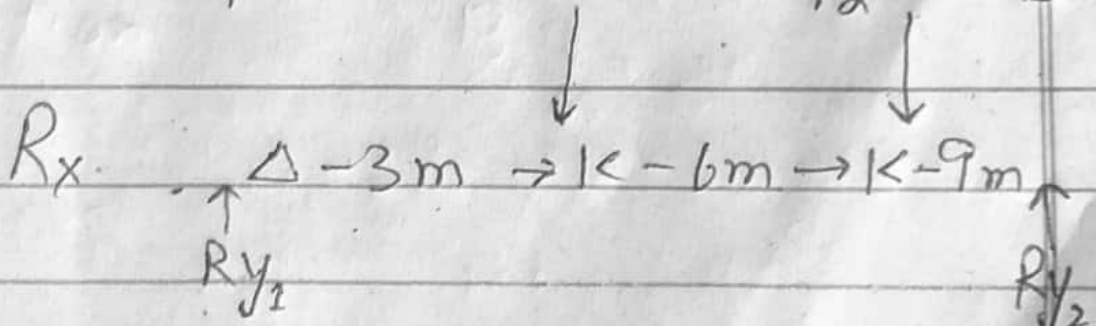 Rx. Δ - 3m → K - 6m → K - 9m
Ry₁ Ry₂